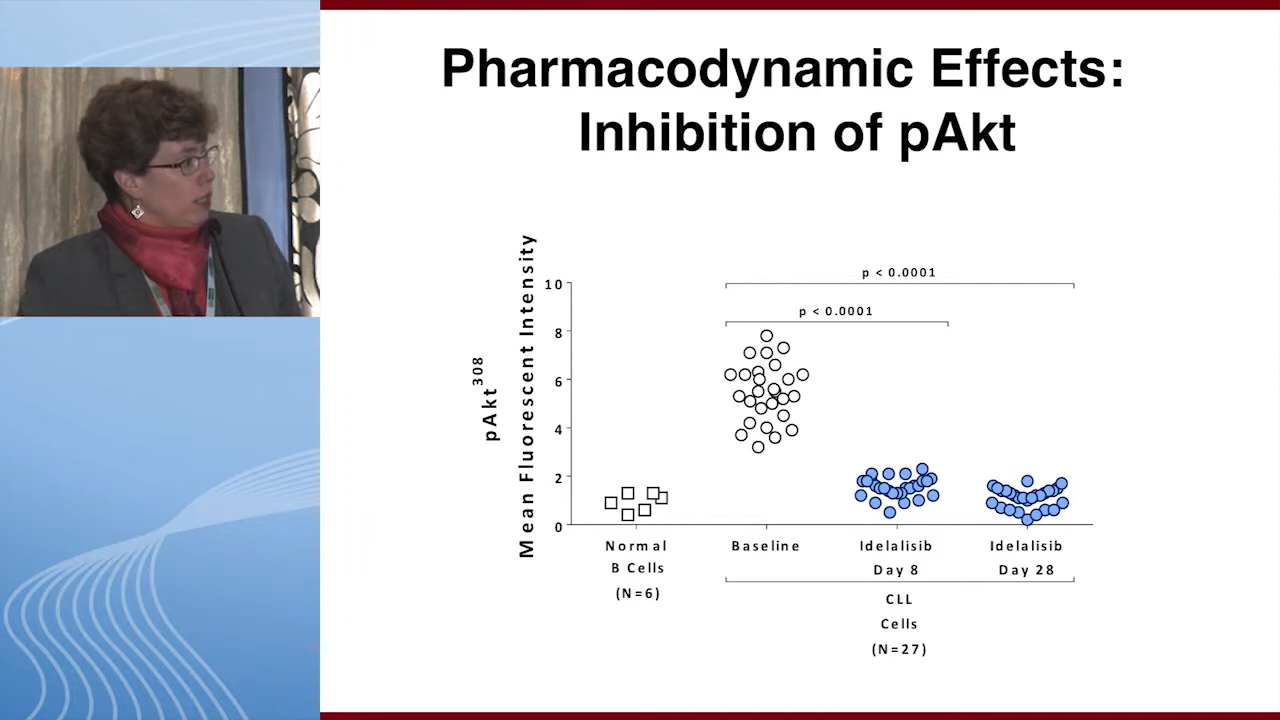 Pharmacodynamic Effects:
Inhibition of pAkt
pAkt308
Mean Fluorescent Intensity
p < 0.0001
p < 0.0001
10
8
6
4
2
0
Normal
B Cells
(N=6)
Baseline
Idelalisib
Day 8
Idelalisib
Day 28
CLL
Cells
(N=27)